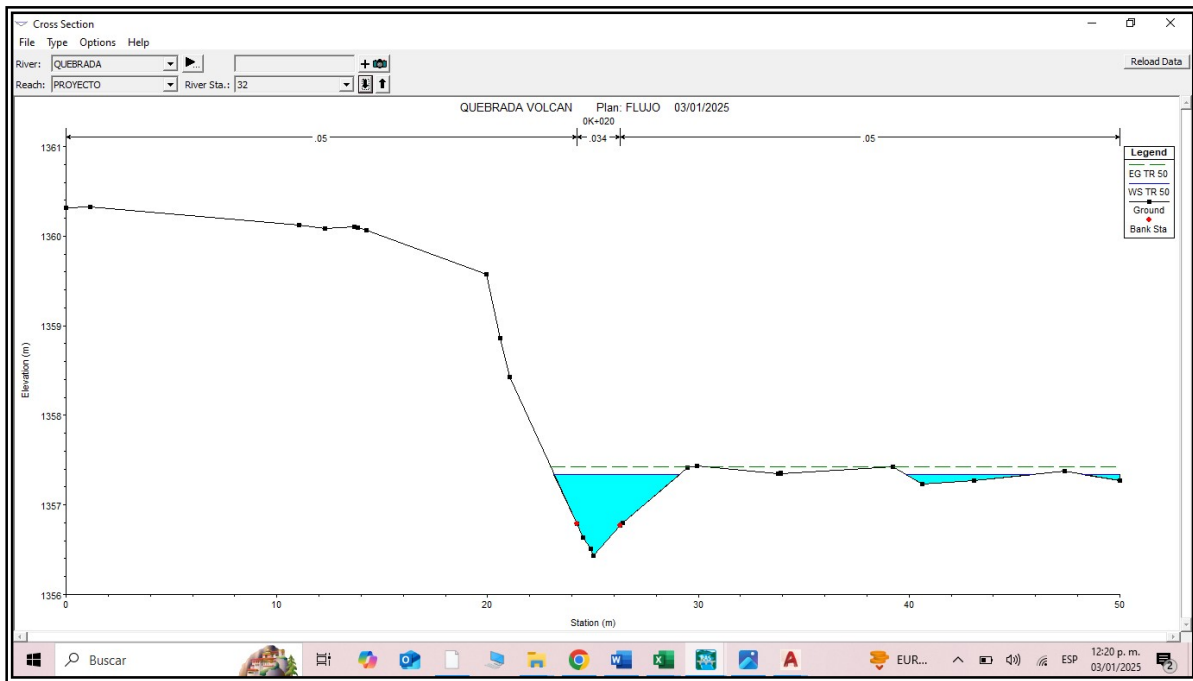 Cross Section
File Type Options Help
River: QUEBRADA
Reload Data
Reach: PROYECTO River Sta.: 32
QUEBRADA VOLCAN Plan: FLUJO 03/01/2025
0K+020
.05 .034 .05
Legend
EG TR 50
WS TR 50
Ground
Bank Sta
1361
1360
1359
1358
1357
1356
Elevation (m)
0 10 20 30 40 50
Station (m)
Buscar
EUR... ESP 12:20 p. m.
03/01/2025
2